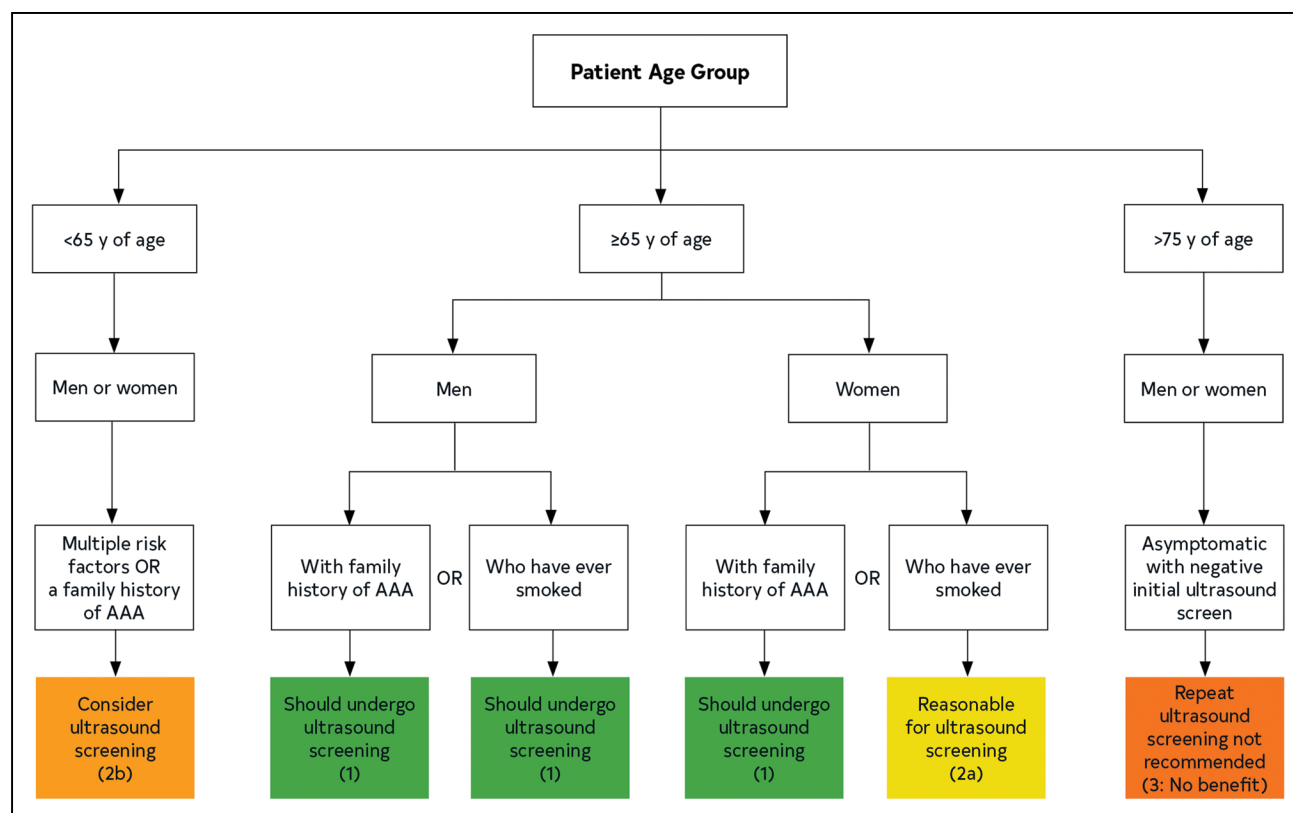 Patient Age Group
<65 y of age
≥65 y of age
>75 y of age
Men or women
Men
Women
Men or women
Multiple risk
factors OR
a family history
of AAA
With family
history of AAA
OR
Who have ever
smoked
With family
history of AAA
OR
Who have ever
smoked
Asymptomatic
with negative
initial ultrasound
screen
Consider
ultrasound
screening
(2b)
Should undergo
ultrasound
screening
(1)
Should undergo
ultrasound
screening
(1)
Should undergo
ultrasound
screening
(1)
Reasonable
for ultrasound
screening
(2a)
Repeat
ultrasound
screening not
recommended
(3: No benefit)